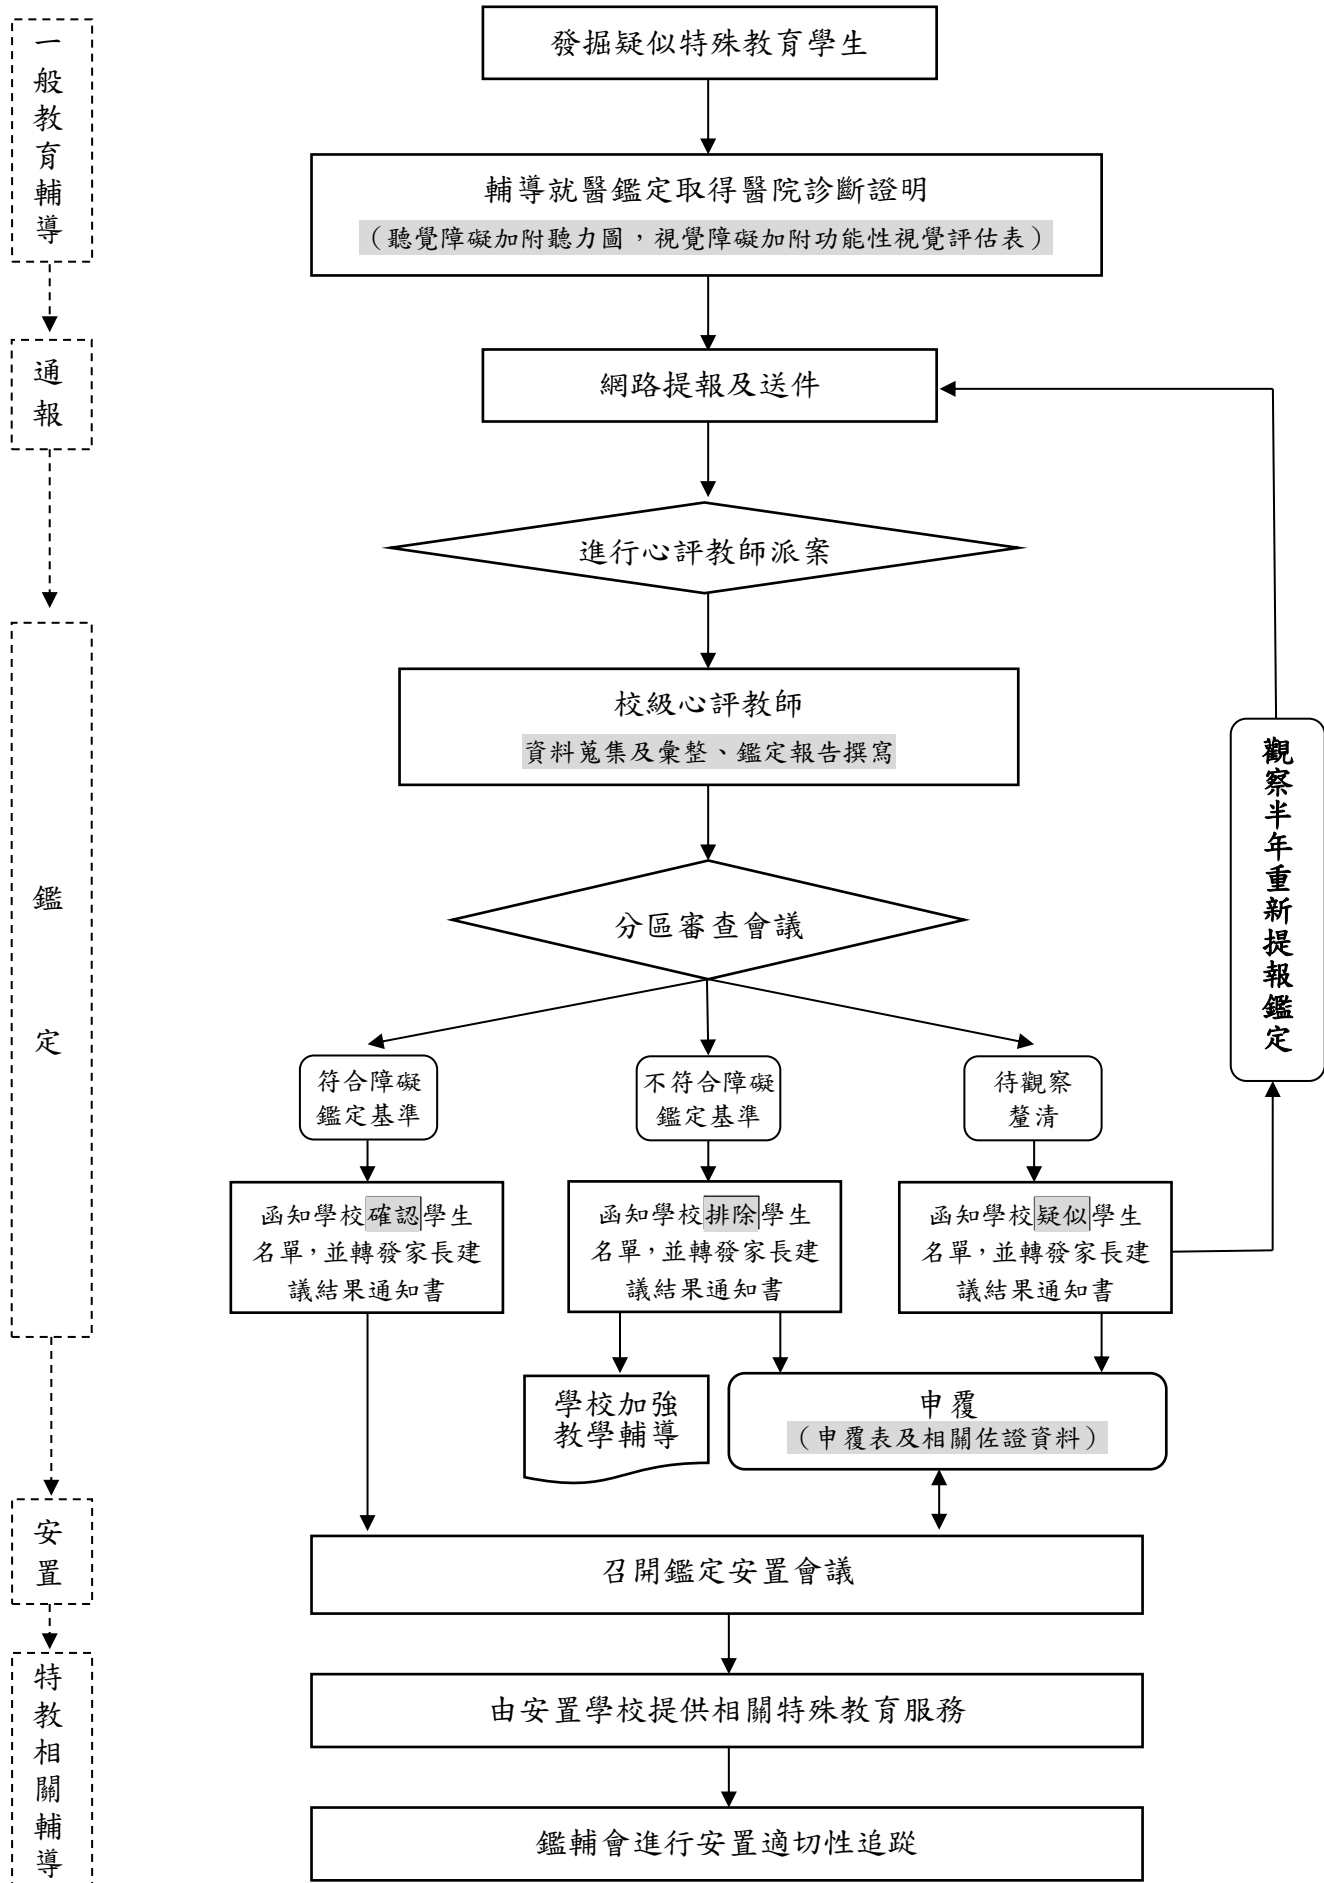 一般教育輔導
通報
鑑定
安置
特教相關輔導
發掘疑似特殊教育學生
輔導就醫鑑定取得醫院診斷證明
（聽覺障礙加附聽力圖，視覺障礙加附功能性視覺評估表）
網路提報及送件
進行心評教師派案
校級心評教師
資料蒐集及彙整、鑑定報告撰寫
分區審查會議
符合障礙
鑑定基準
不符合障礙
鑑定基準
待觀察
釐清
函知學校確認學生
名單，並轉發家長建
議結果通知書
函知學校排除學生
名單，並轉發家長建
議結果通知書
函知學校疑似學生
名單，並轉發家長建
議結果通知書
觀察半年重新提報鑑定
學校加強
教學輔導
申覆
（申覆表及相關佐證資料）
召開鑑定安置會議
由安置學校提供相關特殊教育服務
鑑輔會進行安置適切性追蹤